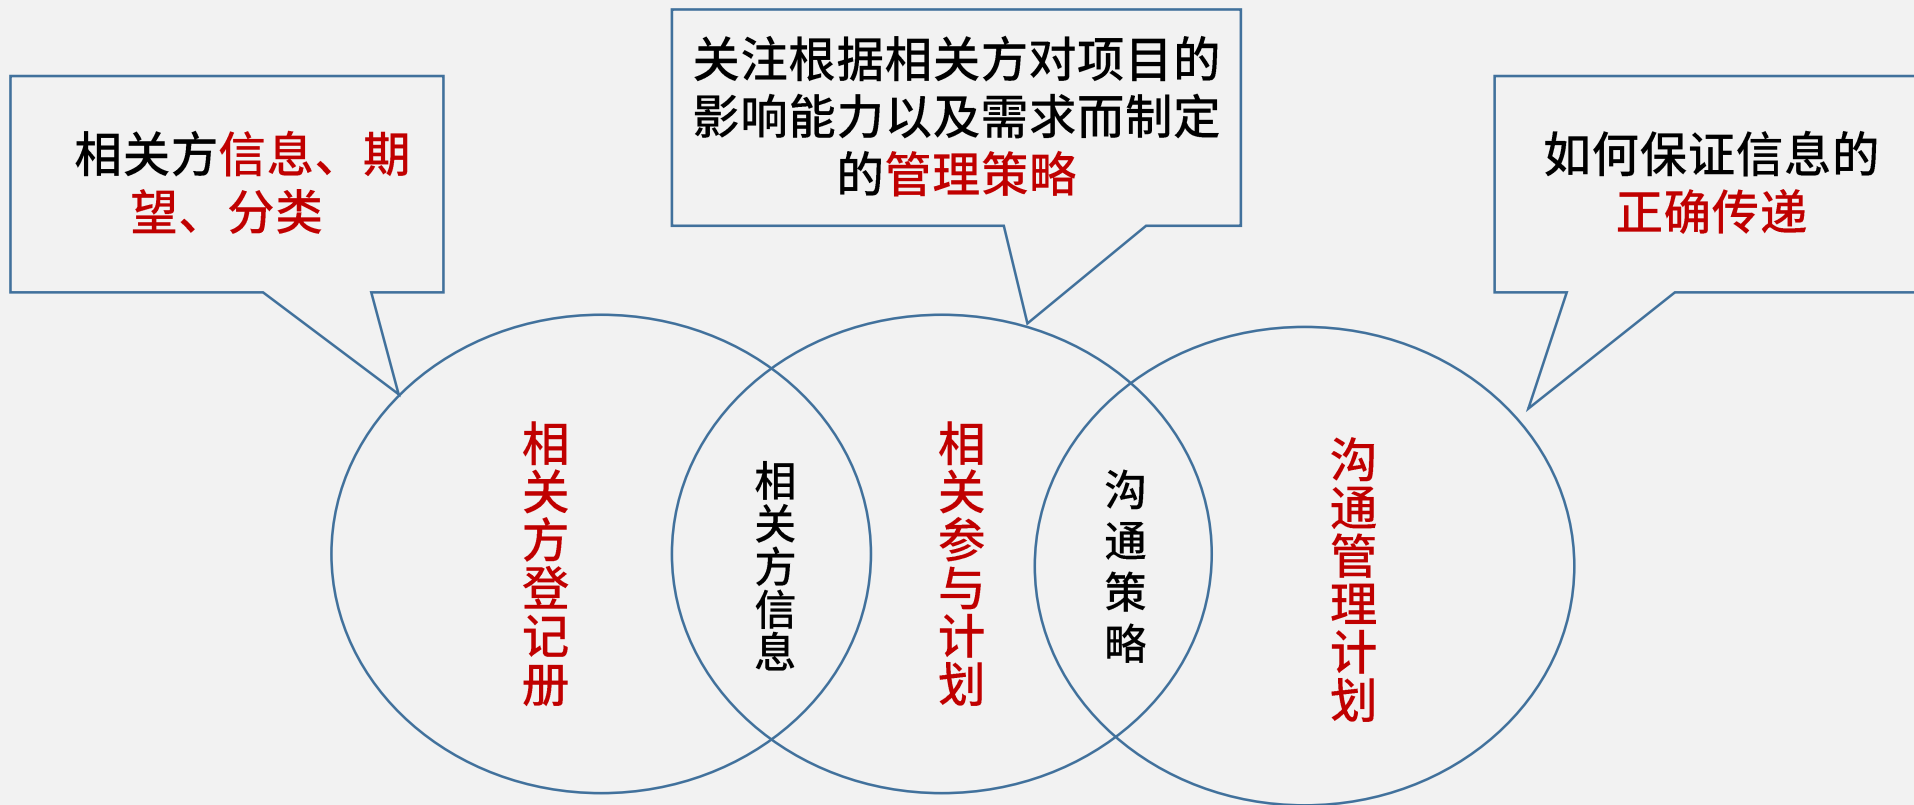 关注根据相关方对项目的
影响能力以及需求而制定
的管理策略
相关方信息、期
望、分类
如何保证信息的
正确传递
相关方登记册
相关方信息
相关参与计划
沟通策略
沟通管理计划